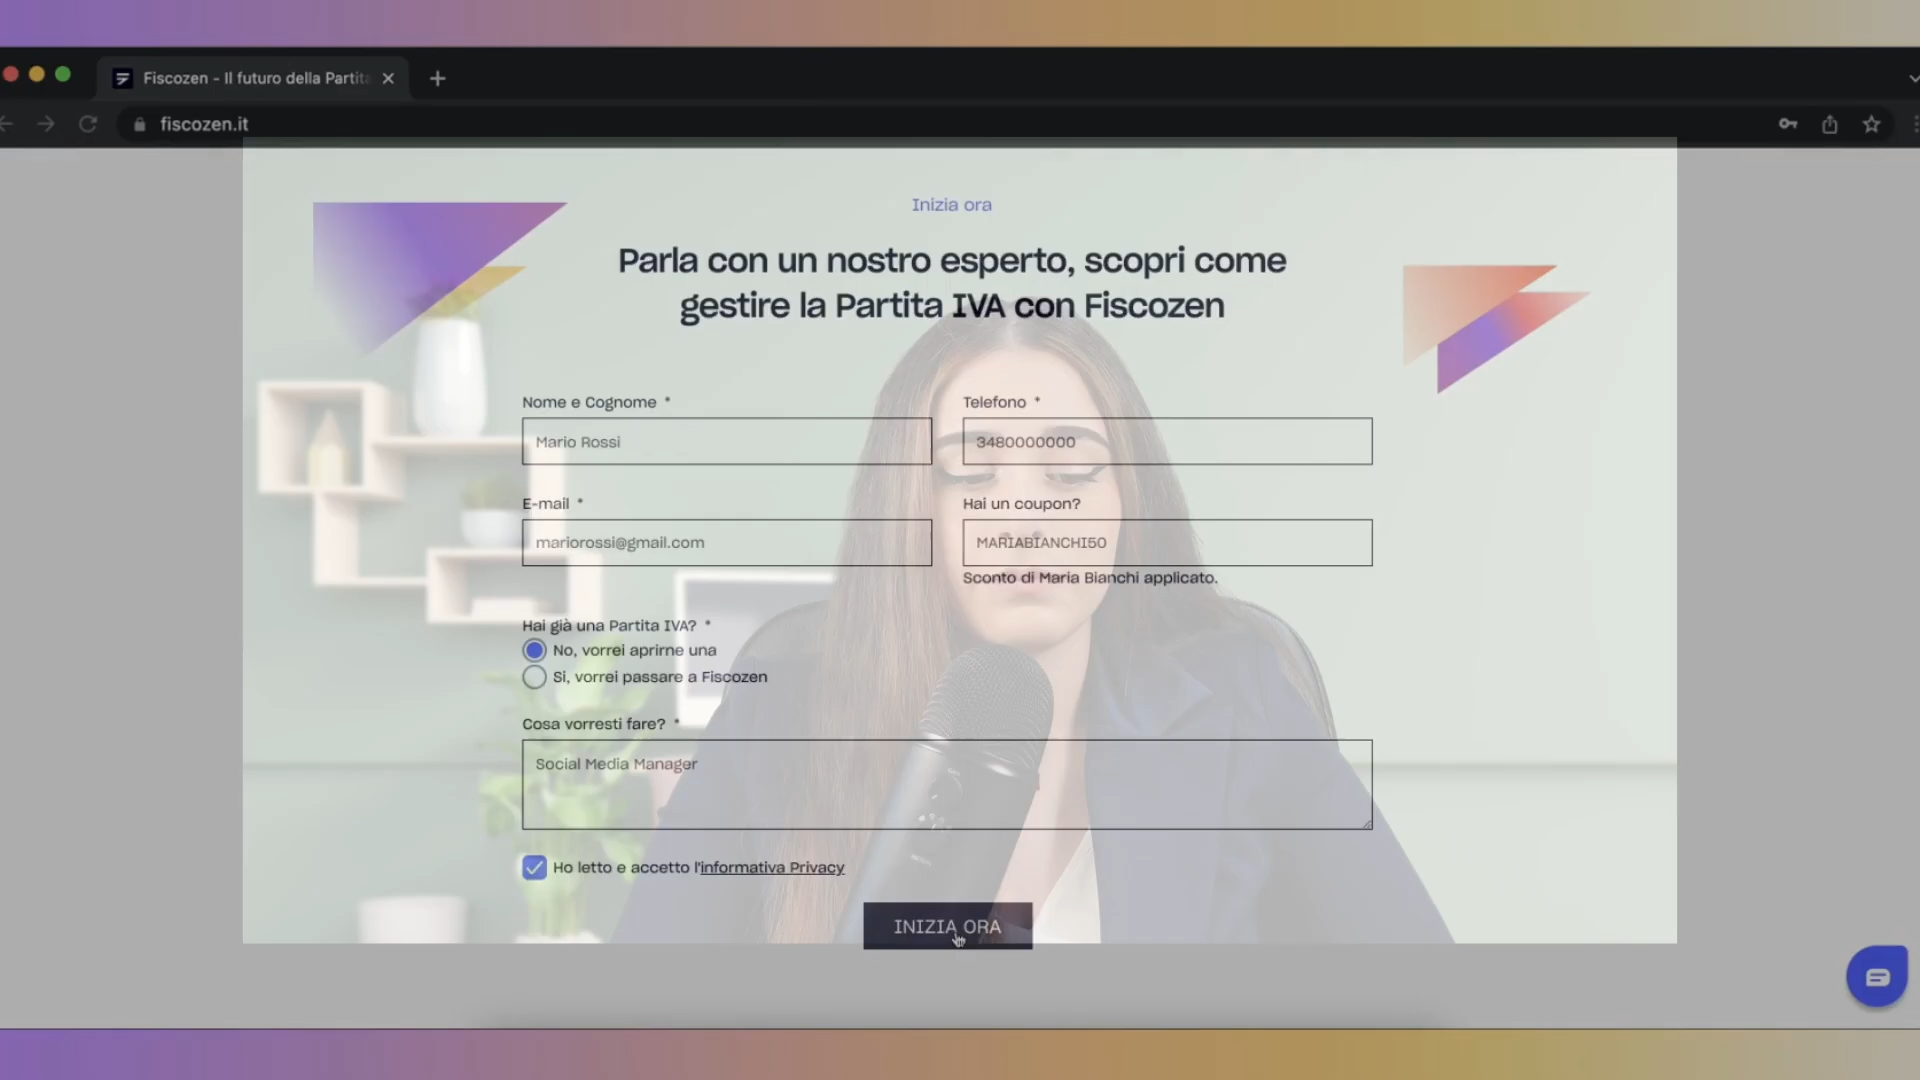 Fiscozen - Il futuro della Partit
fiscozen.it
Inizia ora
Parla con un nostro esperto, scopri come
gestire la Partita IVA con Fiscozen
Nome e Cognome *
Telefono *
Mario Rossi
3480000000
E-mail *
Hai un coupon?
mariorossi@gmail.com
MARIABIANCHI50
Sconto di Maria Bianchi applicato.
Hai già una Partita IVA? *
No, vorrei aprirne una
Si, vorrei passare a Fiscozen
Cosa vorresti fare? *
Social Media Manager
Ho letto e accetto l'informativa Privacy
INIZIA ORA